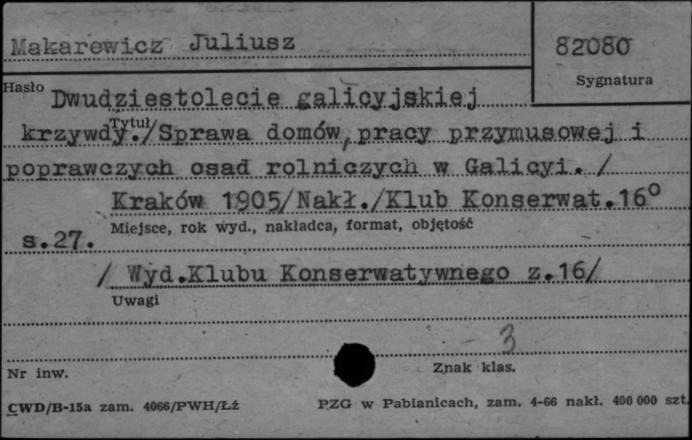 Makarewicz Juliusz
82080
Hasło
Sygnatura
Dwudziestolecie galicyjskiej
Tytuł
krzywdy./Sprawa domów,pracy przymusowej i
poprawczych osad rolniczych w Galicyi. /
Kraków 1905/Nakł./Klub Konserwat.16°
Miejsce, rok wyd., nakładca, format, objętość
s.27.
/ Wyd.Klubu Konserwatywnego z.16/
Uwagi
3
Nr inw.
Znak klas.
CWD/B-15a zam. 4066/PWH/Łź
PZG w Pabianicach, zam. 4-66 nakł. 400 000 szt.